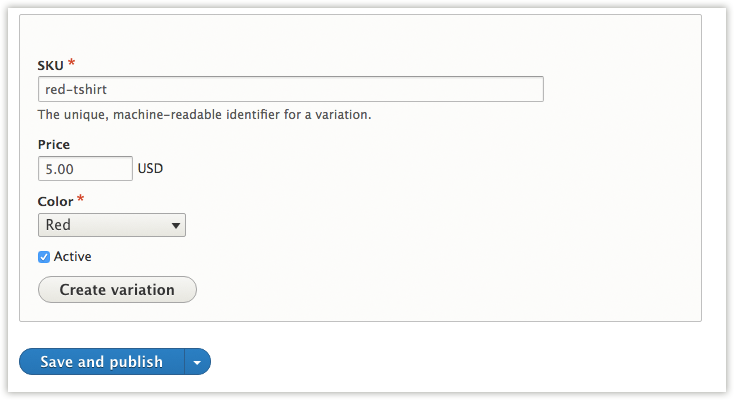 SKU *
red-tshirt
The unique, machine-readable identifier for a variation.
Price
5.00 USD
Color *
Red
Active
Create variation
Save and publish